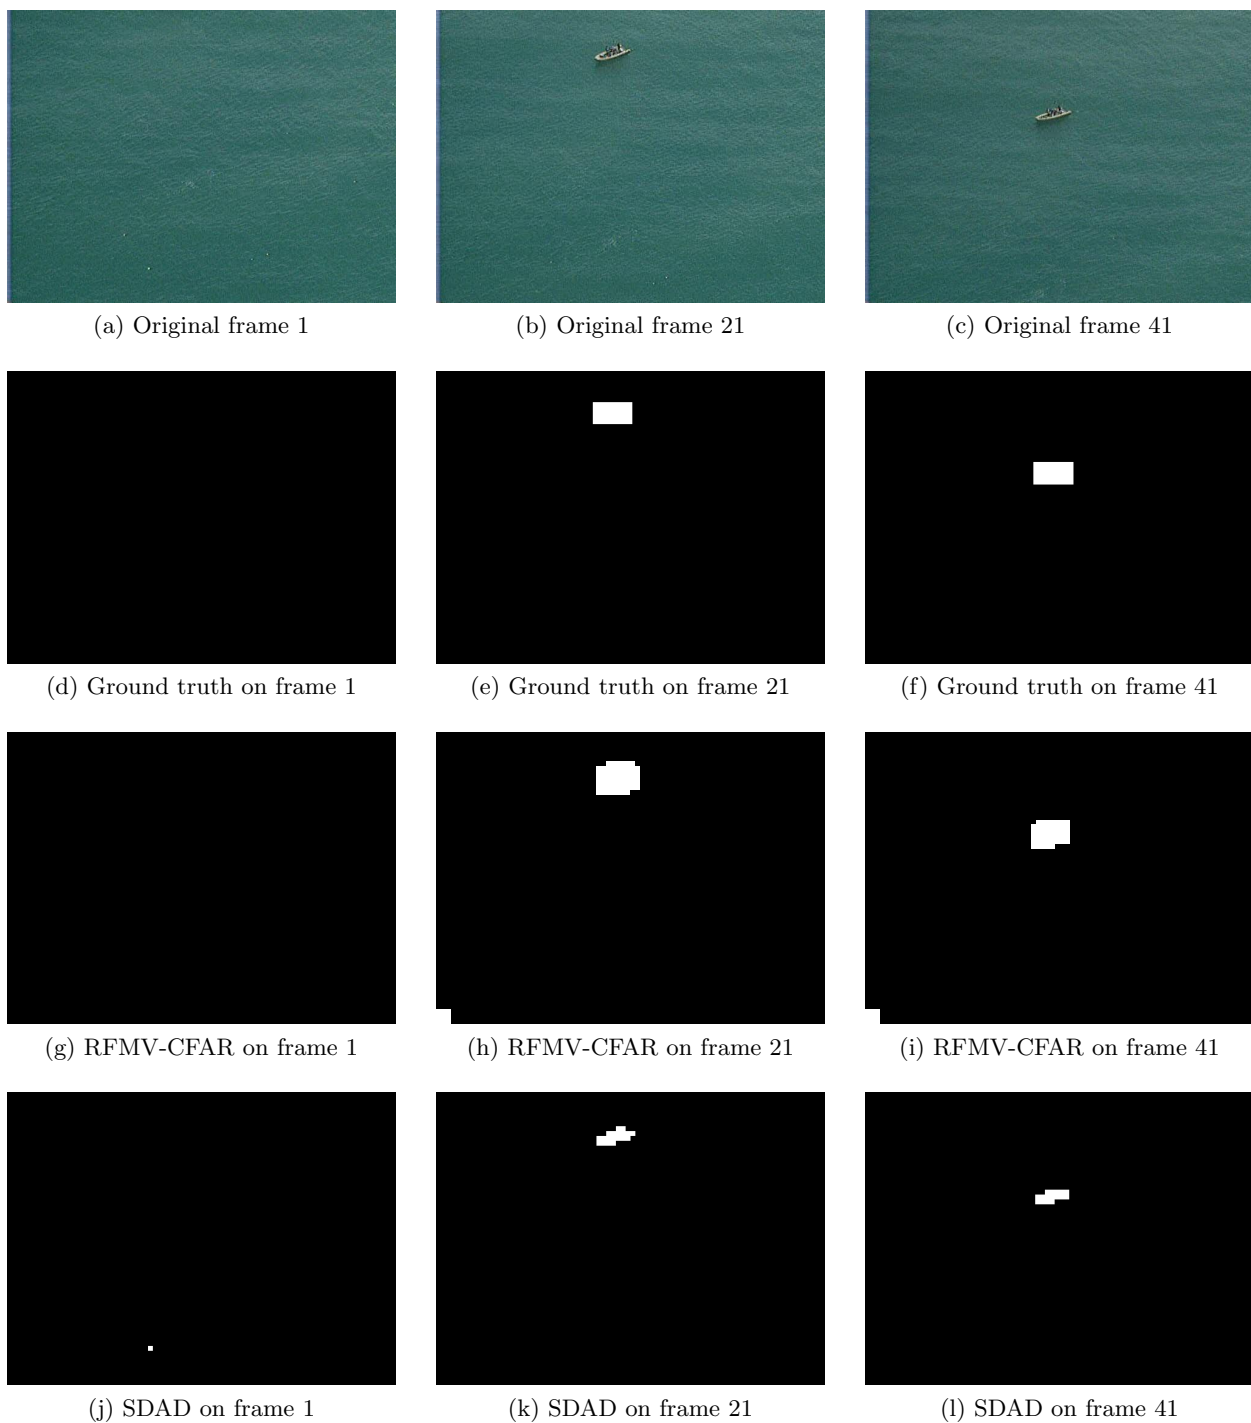 (a) Original frame 1
(b) Original frame 21
(c) Original frame 41
(d) Ground truth on frame 1
(e) Ground truth on frame 21
(f) Ground truth on frame 41
(g) RFMV-CFAR on frame 1
(h) RFMV-CFAR on frame 21
(i) RFMV-CFAR on frame 41
(j) SDAD on frame 1
(k) SDAD on frame 21
(l) SDAD on frame 41